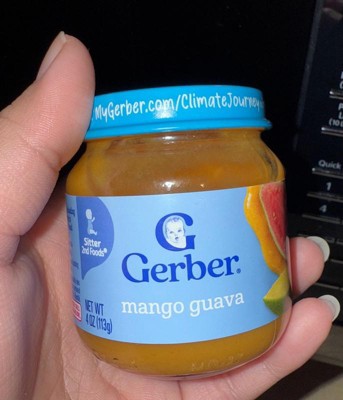 MyGerber.com/ClimateJourney
Sitter
2nd Foods®
G
Gerber®
mango guava
NET WT
4 OZ (113g)
Quick
1
4